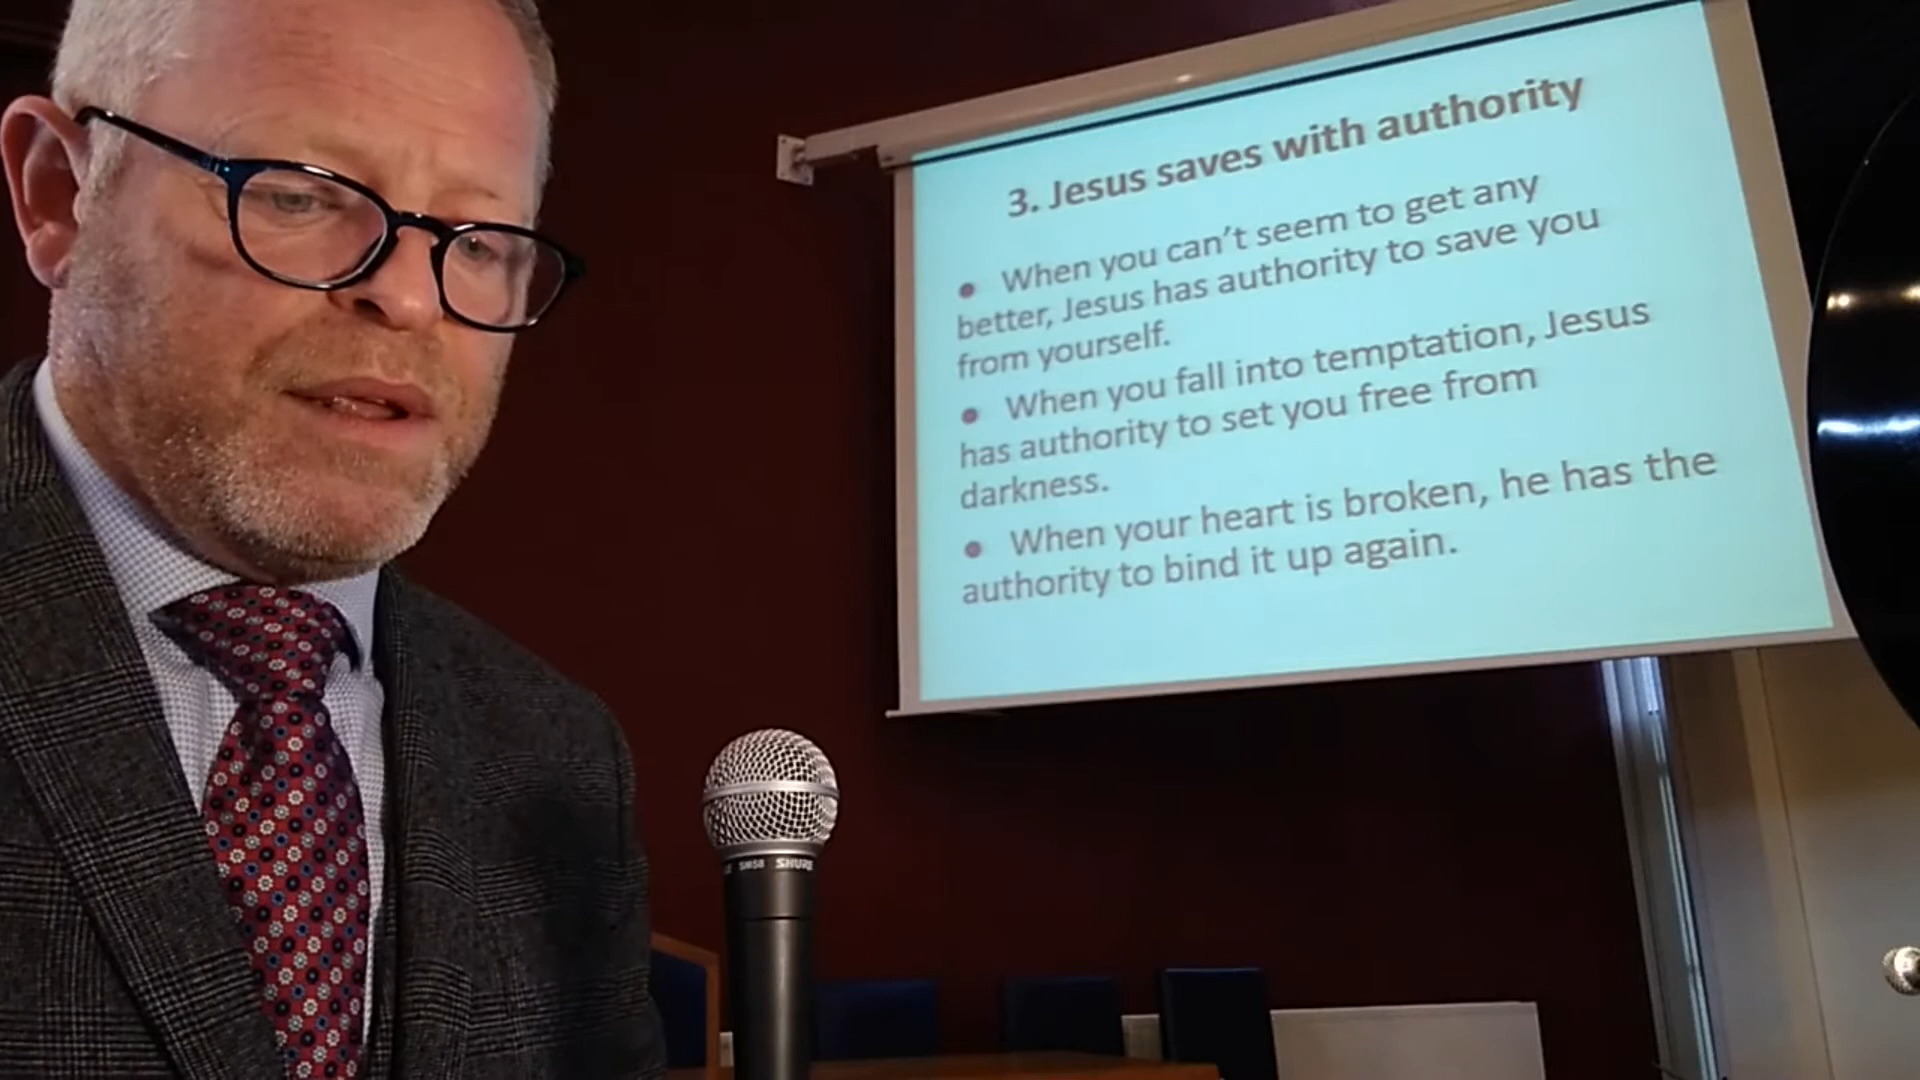 3. Jesus saves with authority
• When you can't seem to get any
better, Jesus has authority to save you
from yourself.
• When you fall into temptation, Jesus
has authority to set you free from
darkness.
• When your heart is broken, he has the
authority to bind it up again.
SM58 SHURE